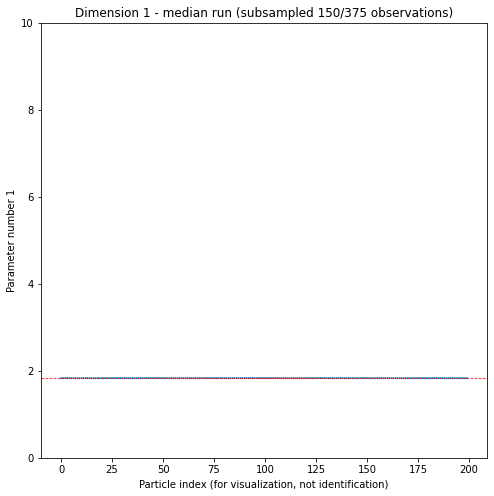 Dimension 1 - median run (subsampled 150/375 observations)
10
8
6
4
2
0
Parameter number 1
0 25 50 75 100 125 150 175 200
Particle index (for visualization, not identification)